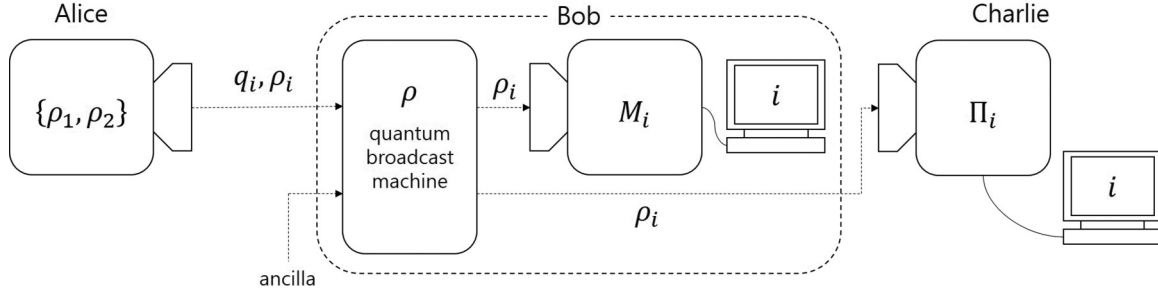 Alice
Bob
Charlie
{ρ₁, ρ₂}
qᵢ, ρᵢ
ρ
quantum
broadcast
machine
ρᵢ
Mᵢ
i
Πᵢ
i
ρᵢ
ancilla